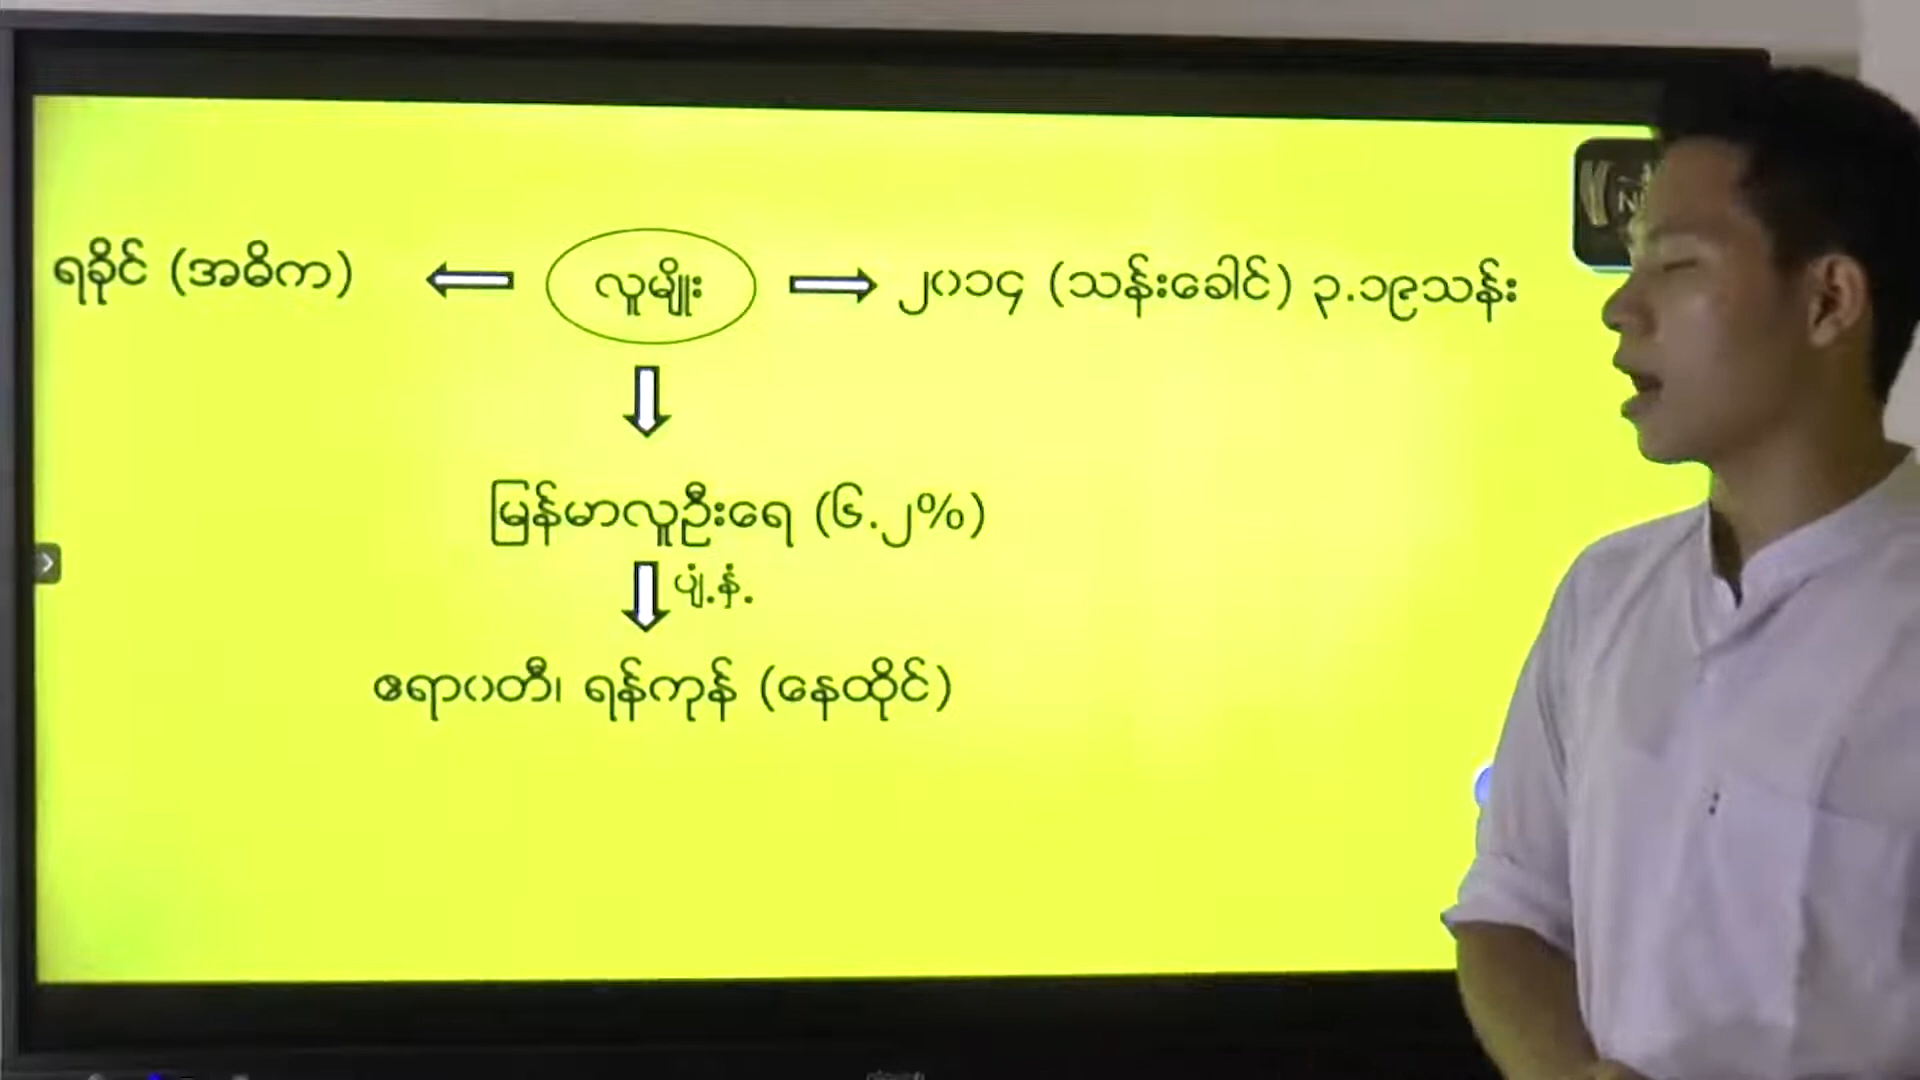 ရခိုင် (အဓိက)
လူမျိုး
၂၀၁၄ (သန်းခေါင်) ၃.၁၉သန်း
မြန်မာလူဦးရေ (၆.၂%)
ပျံ.နှံ.
ဧရာဝတီ၊ ရန်ကုန် (နေထိုင်)